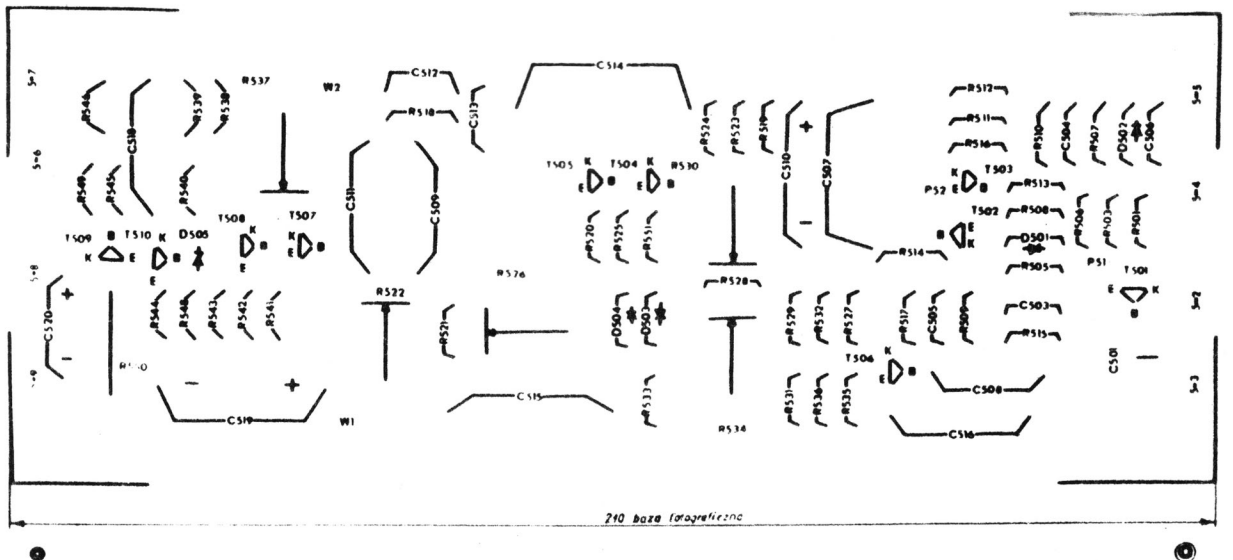 S=7
R546
C518
R539
R538
R537
W2
C512
R518
C513
C514
R524
R523
R519
C510
+
C507
R512
R511
R516
R510
C504
R507
D502
C506
S=5
S=6
R549
R545
R540
C511
C509
T505
K
E
T504
B
K
E
R530
B
P52
T503
K
E
B
R513
R508
D501
R505
C503
R515
R506
R503
R501
S=4
T509
B
K
E
T510
K
B
E
D505
T508
K
B
E
T507
K
B
E
R520
R525
R551
−
T502
B
E
K
R514
P51
T501
E
K
B
S=8
C520
+
−
R544
R548
R543
R542
R541
R522
R576
R521
D504
D503
R528
R529
R532
R527
R517
C505
R509
S=2
C501
S=9
−
+
C519
W1
C515
R533
R534
R531
R536
R535
T506
K
E
B
C508
C516
S=3
240 baza fotograficzna